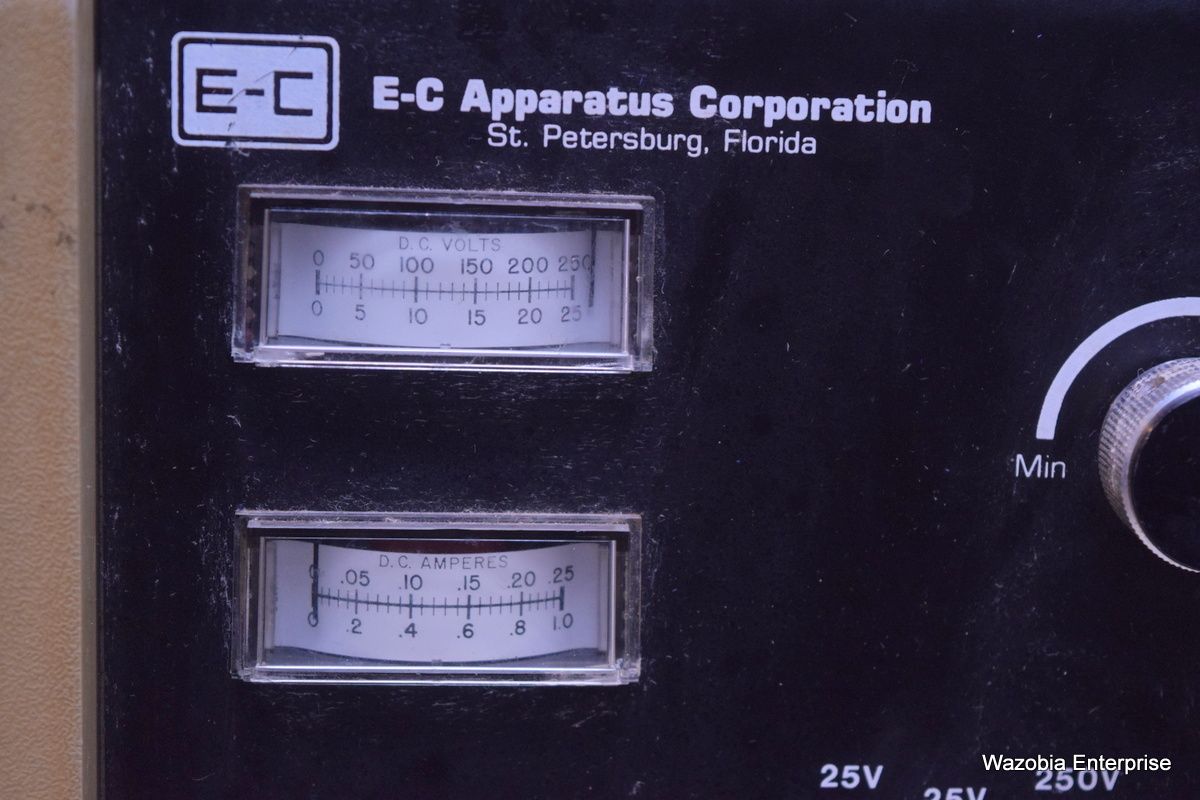 E-C
E-C Apparatus Corporation
St. Petersburg, Florida
D.C. VOLTS
0 50 100 150 200 250
0 5 10 15 20 25
Min
D.C. AMPERES
0 .05 .10 .15 .20 .25
0 .2 .4 .6 .8 1.0
Wazobia Enterprise
25V 25V 250V